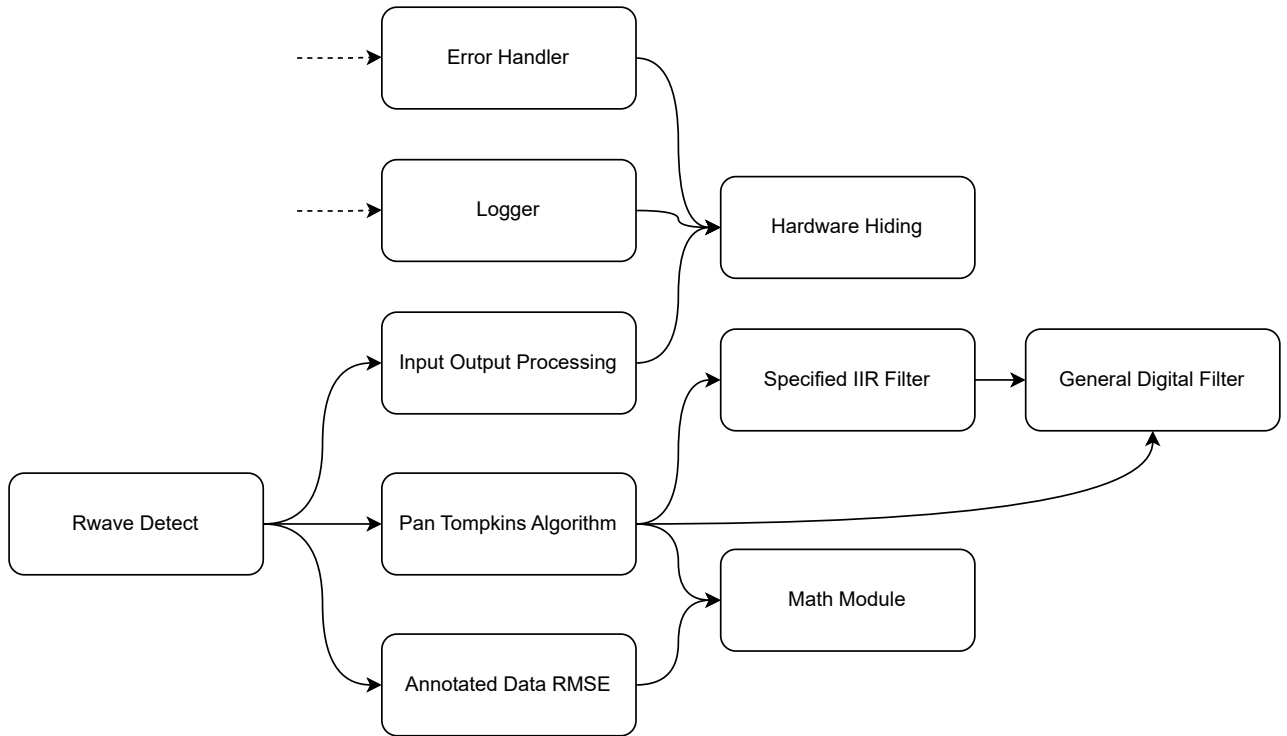 Error Handler
Logger
Hardware Hiding
Input Output Processing
Specified IIR Filter
General Digital Filter
Rwave Detect
Pan Tompkins Algorithm
Math Module
Annotated Data RMSE